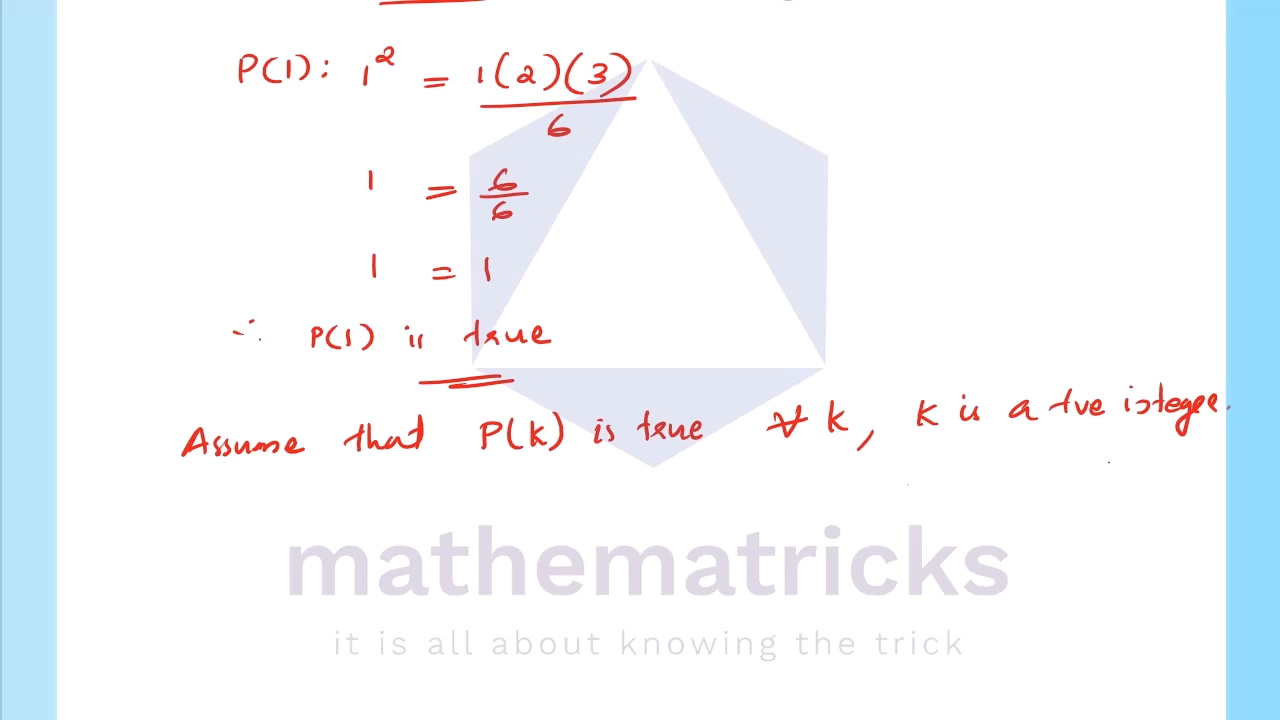 P(1): 1² = 1(2)(3)/6
1 = 6/6
1 = 1
∴ P(1) is true
Assume that P(k) is true ∀ k, k is a +ve integer.
mathematricks
it is all about knowing the trick